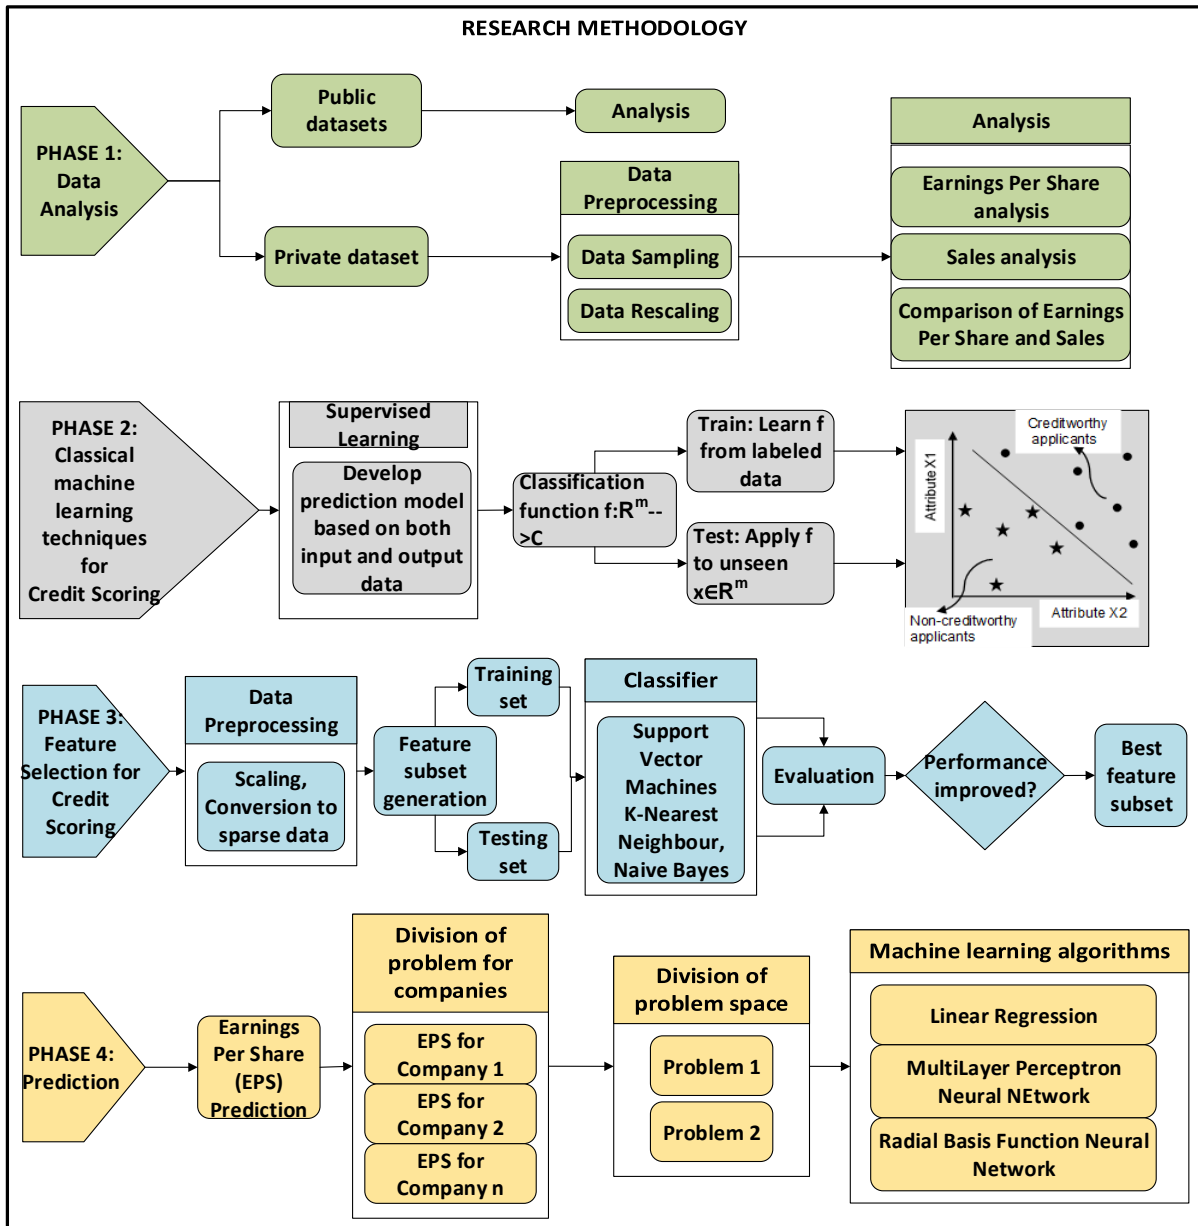 RESEARCH METHODOLOGY
PHASE 1:
Data
Analysis
Public
datasets
Analysis
Private dataset
Data
Preprocessing
Data Sampling
Data Rescaling
Analysis
Earnings Per Share
analysis
Sales analysis
Comparison of Earnings
Per Share and Sales
PHASE 2:
Classical
machine
learning
techniques
for
Credit Scoring
Supervised
Learning
Develop
prediction model
based on both
input and output
data
Classification
function f:R^m--
>C
Train: Learn f
from labeled
data
Test: Apply f
to unseen
x∈R^m
Creditworthy
applicants
Attribute X1
Attribute X2
Non-creditworthy
applicants
PHASE 3:
Feature
Selection for
Credit
Scoring
Data
Preprocessing
Scaling,
Conversion to
sparse data
Feature
subset
generation
Training
set
Testing
set
Classifier
Support
Vector
Machines
K-Nearest
Neighbour,
Naive Bayes
Evaluation
Performance
improved?
Best
feature
subset
PHASE 4:
Prediction
Earnings
Per Share
(EPS)
Prediction
Division of
problem for
companies
EPS for
Company 1
EPS for
Company 2
EPS for
Company n
Division of
problem space
Problem 1
Problem 2
Machine learning algorithms
Linear Regression
MultiLayer Perceptron
Neural NEtwork
Radial Basis Function Neural
Network